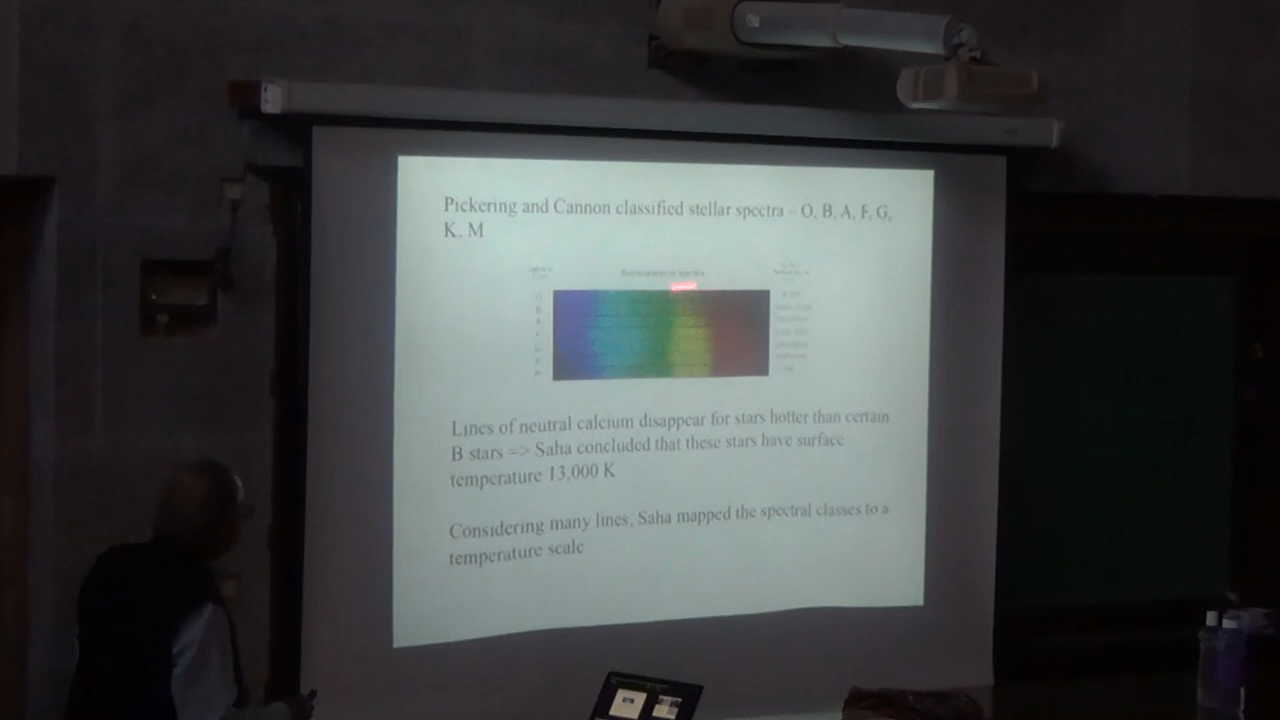 Pickering and Cannon classified stellar spectra – O, B, A, F, G,
K, M
Lines of neutral calcium disappear for stars hotter than certain
B stars => Saha concluded that these stars have surface
temperature 13,000 K
Considering many lines, Saha mapped the spectral classes to a
temperature scale